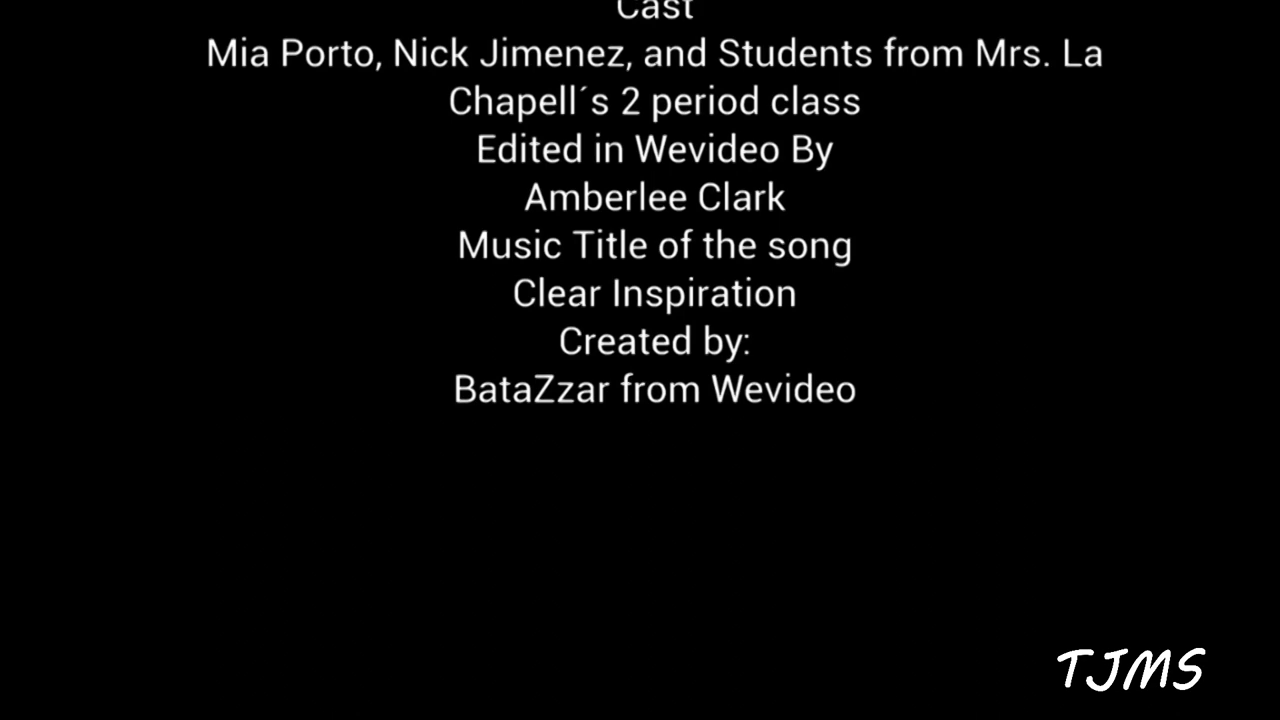 Cast
Mia Porto, Nick Jimenez, and Students from Mrs. La
Chapell´s 2 period class
Edited in Wevideo By
Amberlee Clark
Music Title of the song
Clear Inspiration
Created by:
BataZzar from Wevideo
TJMS